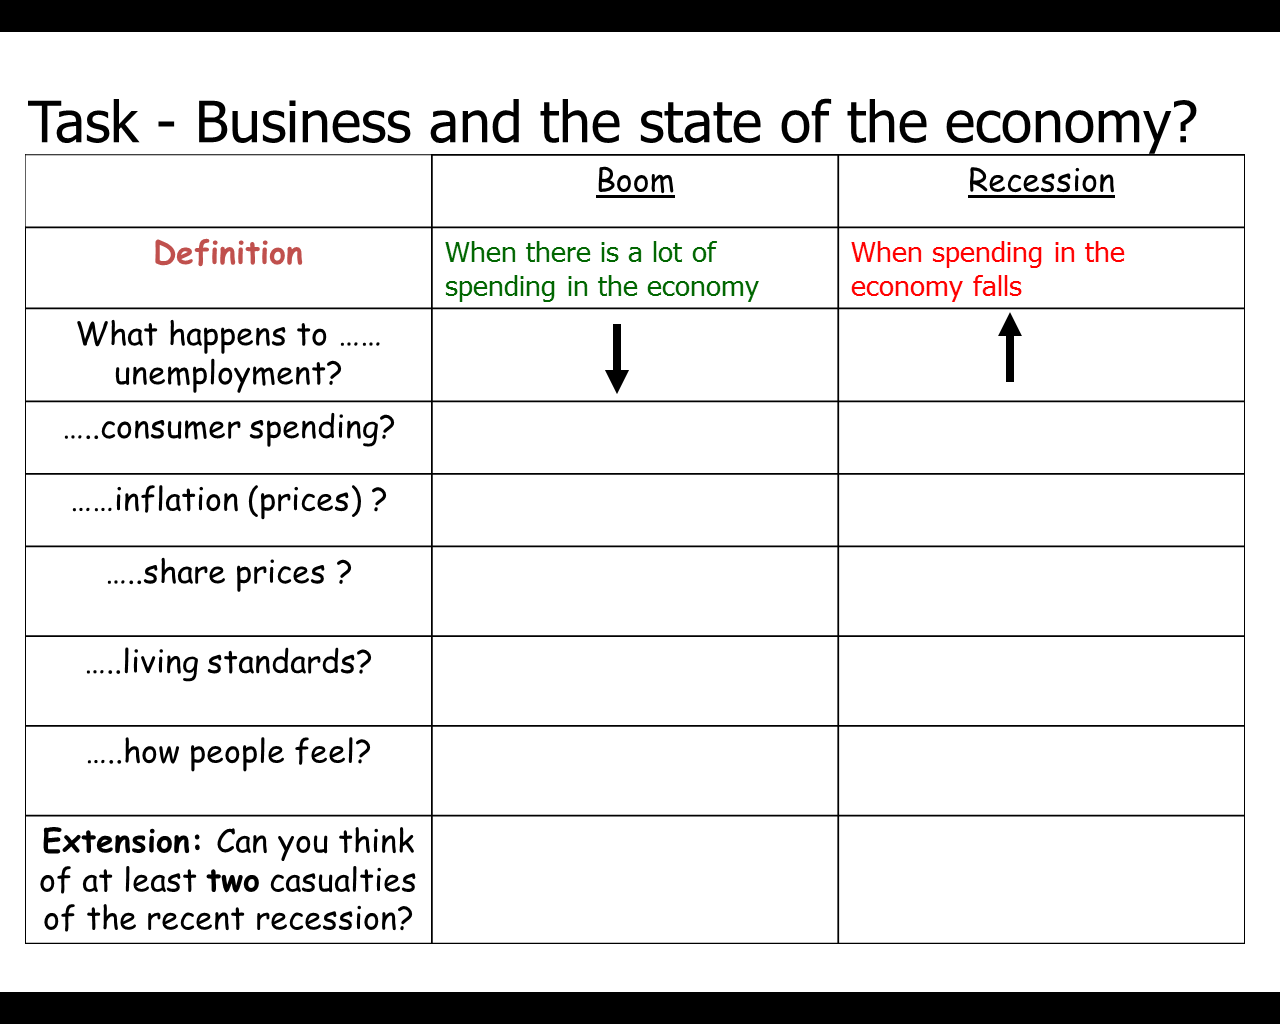 Task - Business and the state of the economy?
Boom
Recession
Definition
When there is a lot of
spending in the economy
When spending in the
economy falls
What happens to ……
unemployment?
…..consumer spending?
……inflation (prices) ?
…..share prices ?
…..living standards?
…..how people feel?
Extension: Can you think
of at least two casualties
of the recent recession?